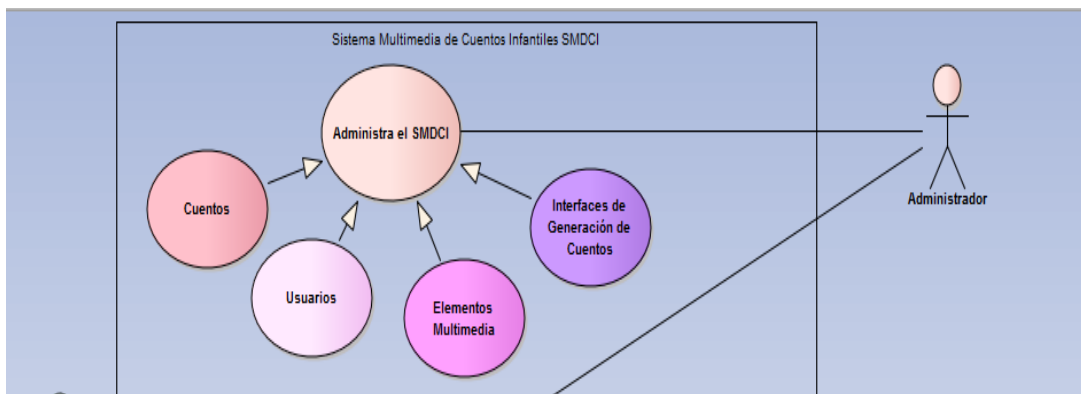 Sistema Multimedia de Cuentos Infantiles SMDCI
Administra el SMDCI
Cuentos
Interfaces de
Generación de
Cuentos
Administrador
Usuarios
Elementos
Multimedia